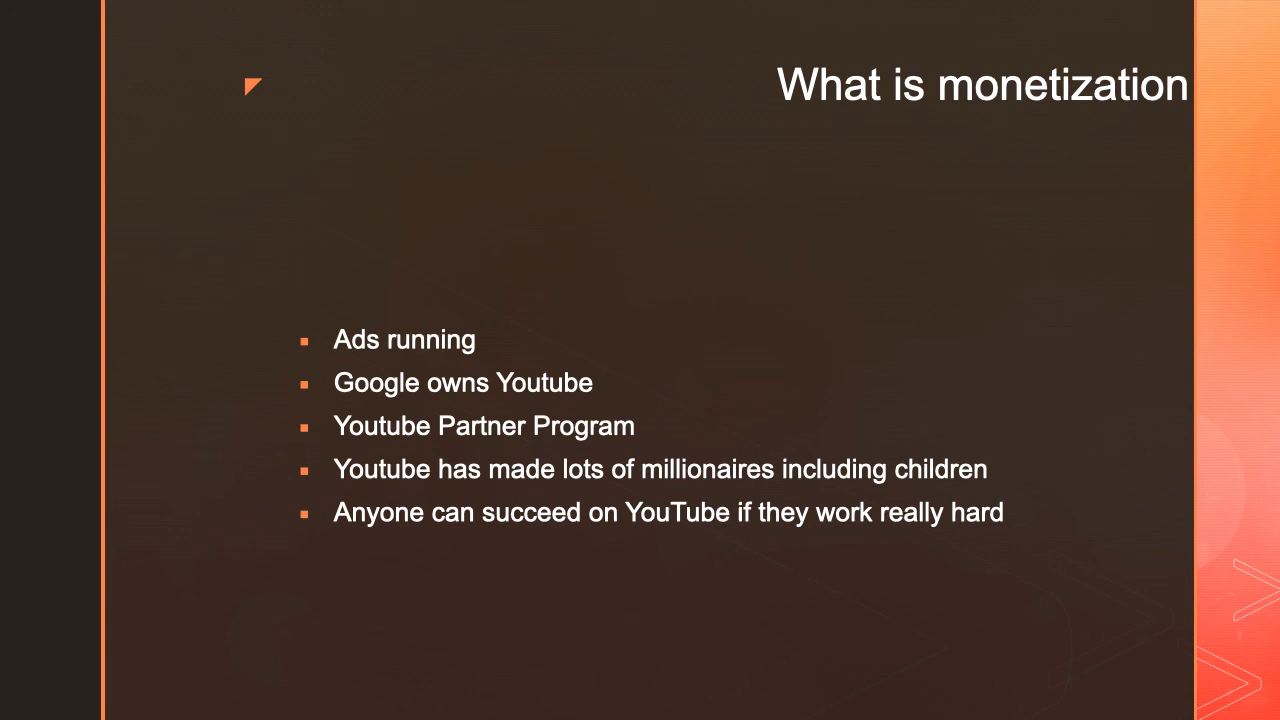 What is monetization
Ads running
Google owns Youtube
Youtube Partner Program
Youtube has made lots of millionaires including children
Anyone can succeed on YouTube if they work really hard